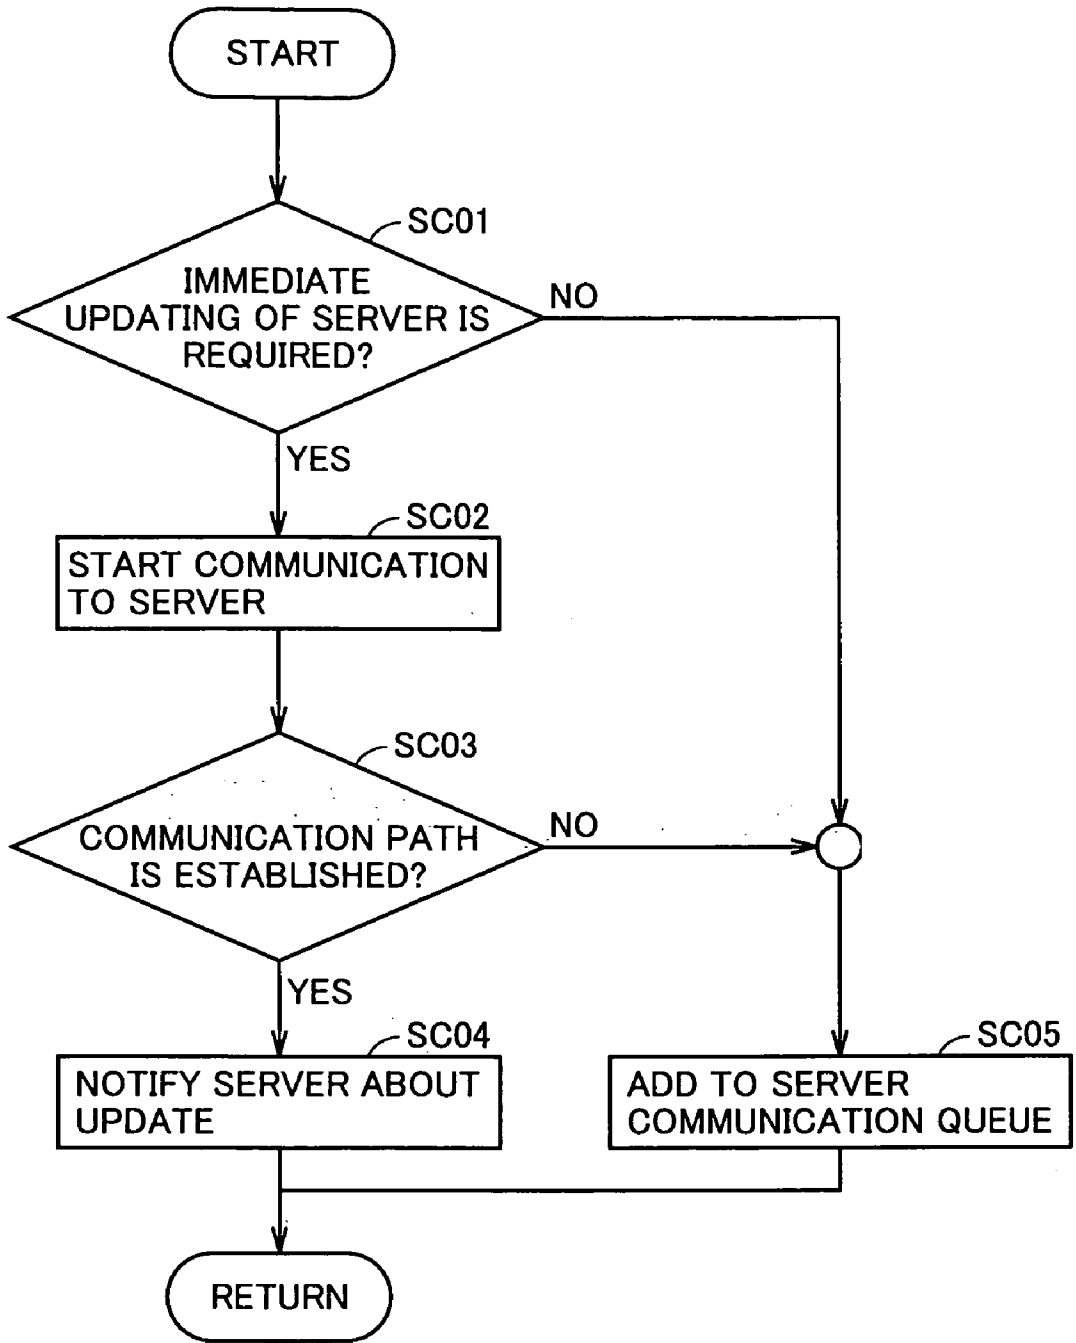 START
SC01
IMMEDIATE
UPDATING OF SERVER IS
REQUIRED?
NO
YES
SC02
START COMMUNICATION
TO SERVER
SC03
COMMUNICATION PATH
IS ESTABLISHED?
NO
YES
SC04
NOTIFY SERVER ABOUT
UPDATE
SC05
ADD TO SERVER
COMMUNICATION QUEUE
RETURN